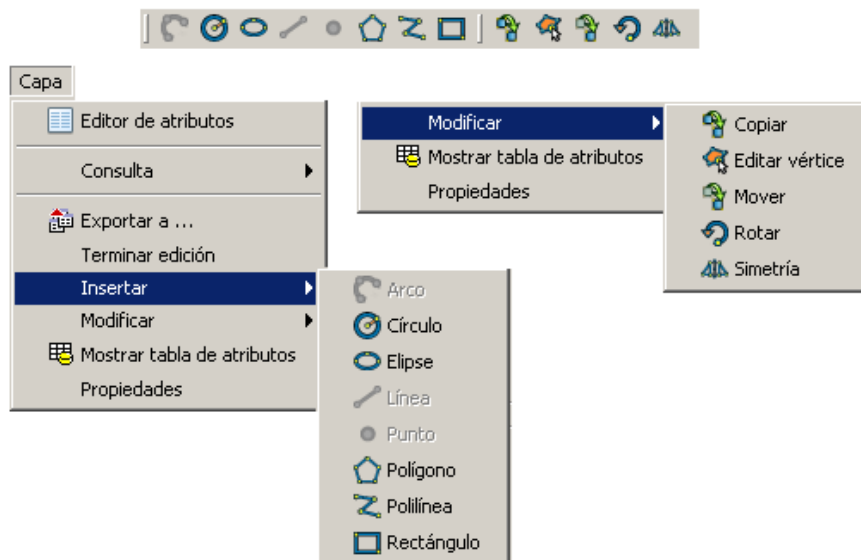 Capa
Editor de atributos
Consulta
Exportar a ...
Terminar edición
Insertar
Modificar
Mostrar tabla de atributos
Propiedades
Arco
Círculo
Elipse
Línea
Punto
Polígono
Polilínea
Rectángulo
Modificar
Mostrar tabla de atributos
Propiedades
Copiar
Editar vértice
Mover
Rotar
Simetría